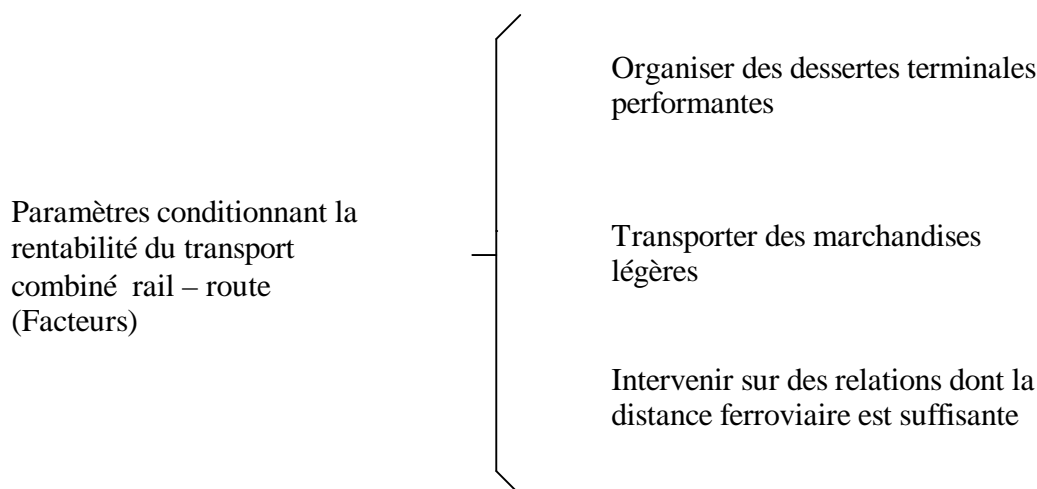 Organiser des dessertes terminales
performantes
Paramètres conditionnant la
rentabilité du transport
combiné  rail – route
(Facteurs)
Transporter des marchandises
légères
Intervenir sur des relations dont la
distance ferroviaire est suffisante